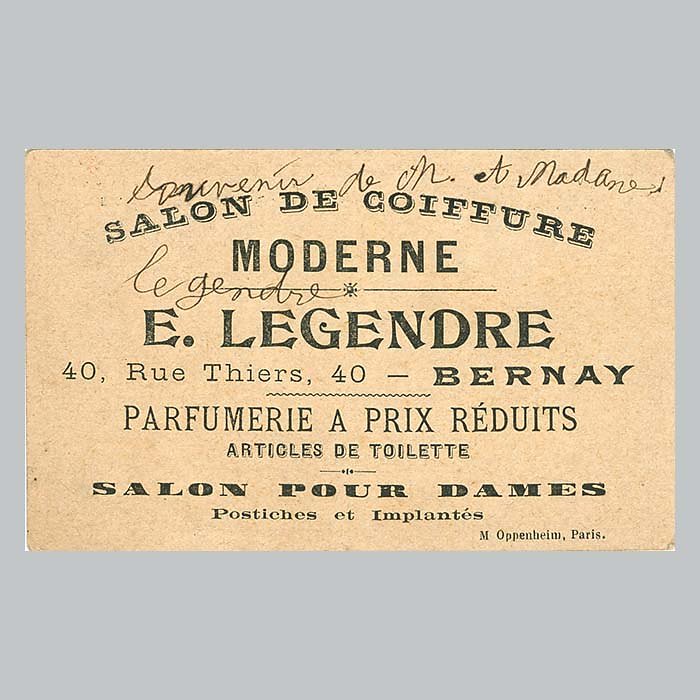 Souvenir de M. et Madame
SALON DE COIFFURE
MODERNE
legendre
E. LEGENDRE
40, Rue Thiers, 40 — BERNAY
PARFUMERIE A PRIX RÉDUITS
ARTICLES DE TOILETTE
SALON POUR DAMES
Postiches et Implantés
M Oppenheim, Paris.